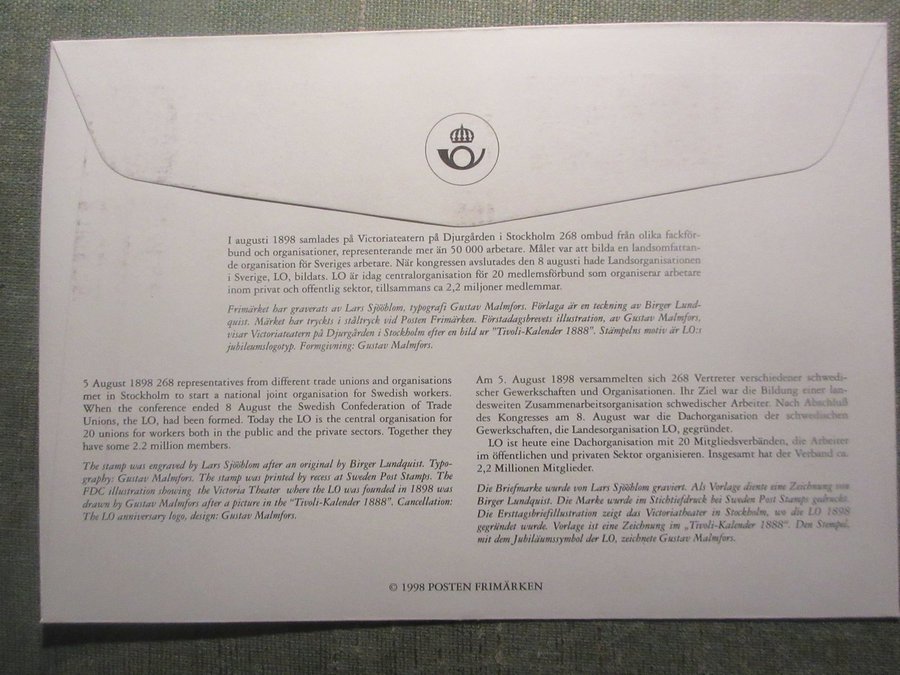 I augusti 1898 samlades på Victoriateatern på Djurgården i Stockholm 268 ombud från olika fackför-
bund och organisationer, representerande mer än 50 000 arbetare. Målet var att bilda en landsomfattan-
de organisation för Sveriges arbetare. När kongressen avslutades den 8 augusti hade Landsorganisationen
i Sverige, LO, bildats. LO är idag centralorganisation för 20 medlemsförbund som organiserar arbetare
inom privat och offentlig sektor, tillsammans ca 2,2 miljoner medlemmar.
Frimärket har graverats av Lars Sjööblom, typografi Gustav Malmfors. Förlaga är en teckning av Birger Lund-
quist. Märket har tryckts i ståltryck vid Posten Frimärken. Förstadagsbrevets illustration, av Gustav Malmfors,
visar Victoriateatern på Djurgården i Stockholm efter en bild ur "Tivoli-Kalender 1888". Stämpelns motiv är LO:s
jubileumslogotyp. Formgivning: Gustav Malmfors.
5 August 1898 268 representatives from different trade unions and organisations
met in Stockholm to start a national joint organisation for Swedish workers.
When the conference ended 8 August the Swedish Confederation of Trade
Unions, the LO, had been formed. Today the LO is the central organisation for
20 unions for workers both in the public and the private sectors. Together they
have some 2.2 million members.
The stamp was engraved by Lars Sjööblom after an original by Birger Lundquist. Typo-
graphy: Gustav Malmfors. The stamp was printed by recess at Sweden Post Stamps. The
FDC illustration showing the Victoria Theater where the LO was founded in 1898 was
drawn by Gustav Malmfors after a picture in the "Tivoli-Kalender 1888". Cancellation:
The LO anniversary logo, design: Gustav Malmfors.
Am 5. August 1898 versammelten sich 268 Vertreter verschiedener schwedi-
scher Gewerkschaften und Organisationen. Ihr Ziel war die Bildung einer lan-
desweiten Zusammenarbeitsorganisation schwedischer Arbeiter. Nach Abschluß
des Kongresses am 8. August war die Dachorganisation der schwedischen
Gewerkschaften, die Landesorganisation LO, gegründet.
LO ist heute eine Dachorganisation mit 20 Mitgliedsverbänden, die Arbeiter
im öffentlichen und privaten Sektor organisieren. Insgesamt hat der Verband ca.
2,2 Millionen Mitglieder.
Die Briefmarke wurde von Lars Sjööblom graviert. Als Vorlage diente eine Zeichnung von
Birger Lundquist. Die Marke wurde im Stichtiefdruck bei Sweden Post Stamps gedruckt.
Die Ersttagsbriefillustration zeigt das Victoriatheater in Stockholm, wo die LO 1898
gegründet wurde. Vorlage ist eine Zeichnung im „Tivoli-Kalender 1888“. Den Stempel,
mit dem Jubiläumssymbol der LO, zeichnete Gustav Malmfors.
© 1998 POSTEN FRIMÄRKEN